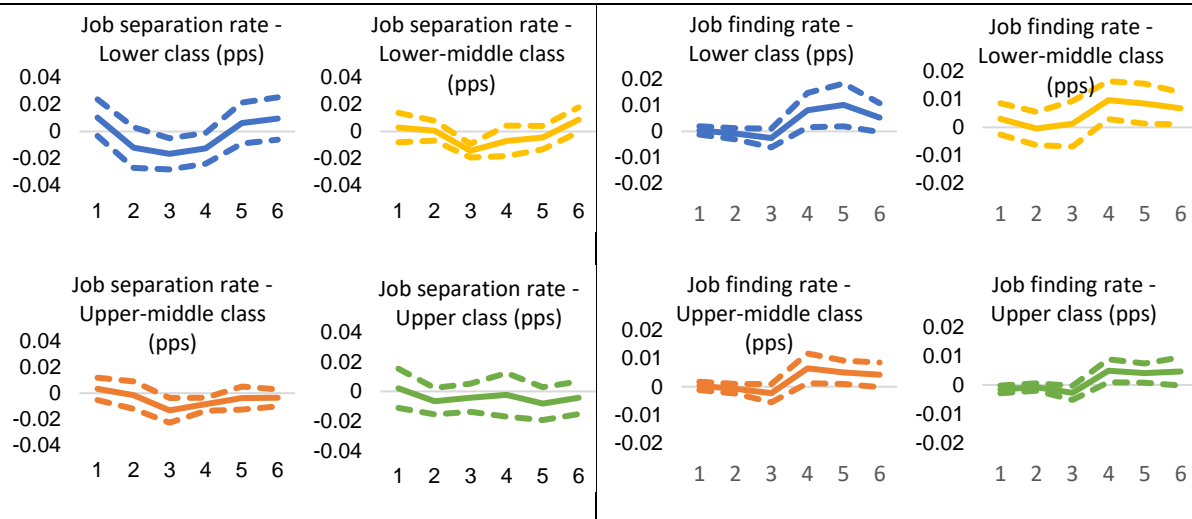 Job separation rate -
Lower class (pps)
0.04
0.02
0
-0.02
-0.04
1 2 3 4 5 6
Job separation rate -
Lower-middle class
(pps)
0.04
0.02
0
-0.02
-0.04
1 2 3 4 5 6
Job finding rate -
Lower class (pps)
0.02
0.01
0
-0.01
-0.02
1 2 3 4 5 6
Job finding rate -
Lower-middle class
(pps)
0.02
0.01
0
-0.01
-0.02
1 2 3 4 5 6
Job separation rate -
Upper-middle class
(pps)
0.04
0.02
0
-0.02
-0.04
1 2 3 4 5 6
Job separation rate -
Upper class (pps)
0.04
0.02
0
-0.02
-0.04
1 2 3 4 5 6
Job finding rate -
Upper-middle class
(pps)
0.02
0.01
0
-0.01
-0.02
1 2 3 4 5 6
Job finding rate -
Upper class (pps)
0.02
0.01
0
-0.01
-0.02
1 2 3 4 5 6